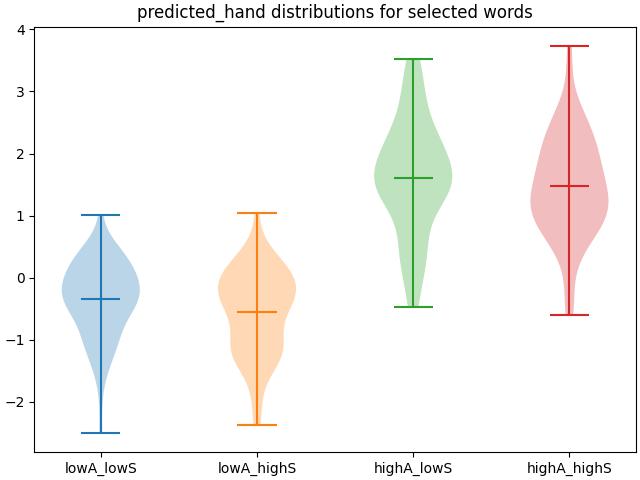 predicted_hand distributions for selected words
4
3
2
1
0
−1
−2
lowA_lowS
lowA_highS
highA_lowS
highA_highS